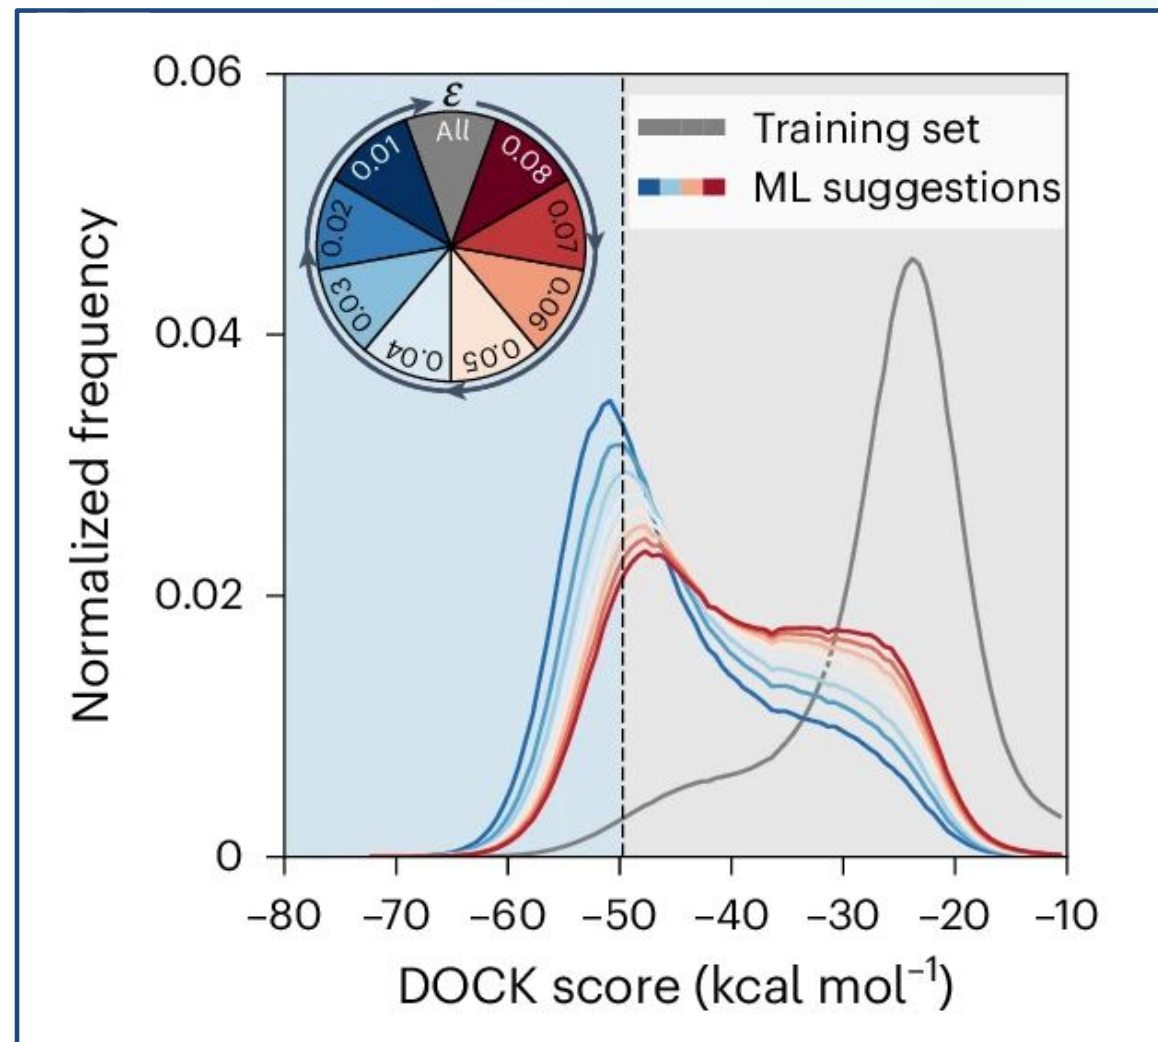 0.06
0.04
0.02
0
Normalized frequency
ε
All
0.08
0.07
0.06
0.05
0.04
0.03
0.02
0.01
Training set
ML suggestions
−80 −70 −60 −50 −40 −30 −20 −10
DOCK score (kcal mol⁻¹)